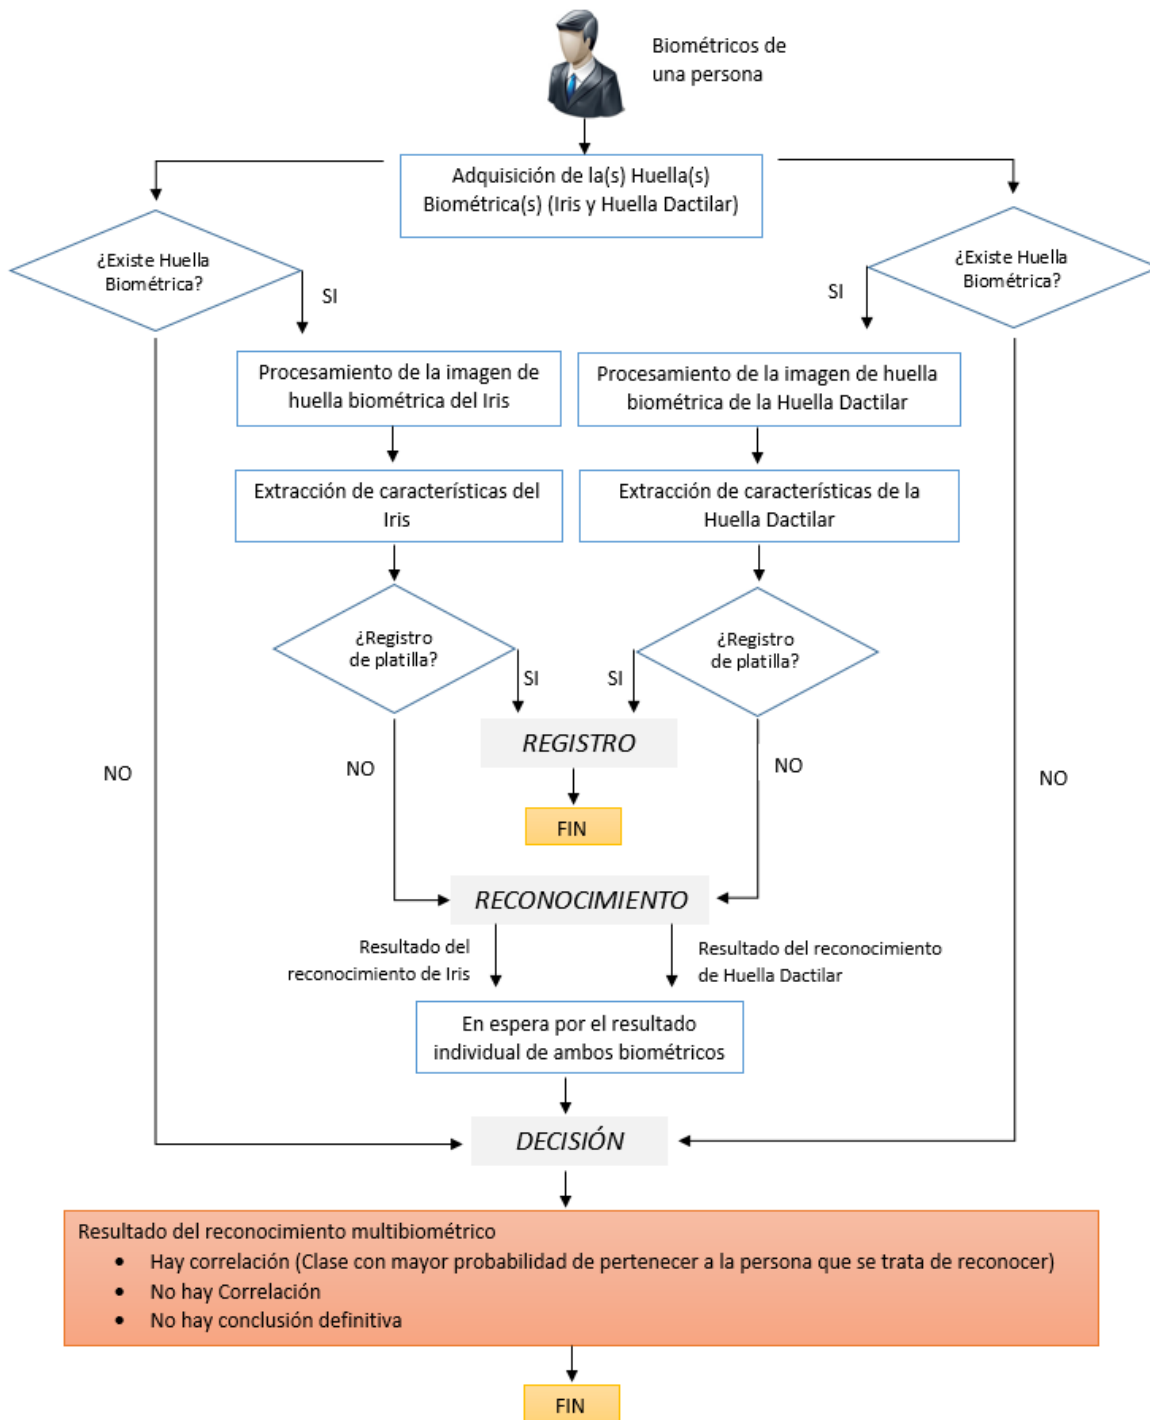 Biométricos de
una persona
Adquisición de la(s) Huella(s)
Biométrica(s) (Iris y Huella Dactilar)
¿Existe Huella
Biométrica?
SI
¿Existe Huella
Biométrica?
SI
Procesamiento de la imagen de
huella biométrica del Iris
Procesamiento de la imagen de huella
biométrica de la Huella Dactilar
Extracción de características del
Iris
Extracción de características de la
Huella Dactilar
¿Registro
de platilla?
SI
¿Registro
de platilla?
SI
REGISTRO
NO
NO
NO
NO
FIN
RECONOCIMIENTO
Resultado del
reconocimiento de Iris
Resultado del reconocimiento
de Huella Dactilar
En espera por el resultado
individual de ambos biométricos
DECISIÓN
Resultado del reconocimiento multibiométrico
• Hay correlación (Clase con mayor probabilidad de pertenecer a la persona que se trata de reconocer)
• No hay Correlación
• No hay conclusión definitiva
FIN